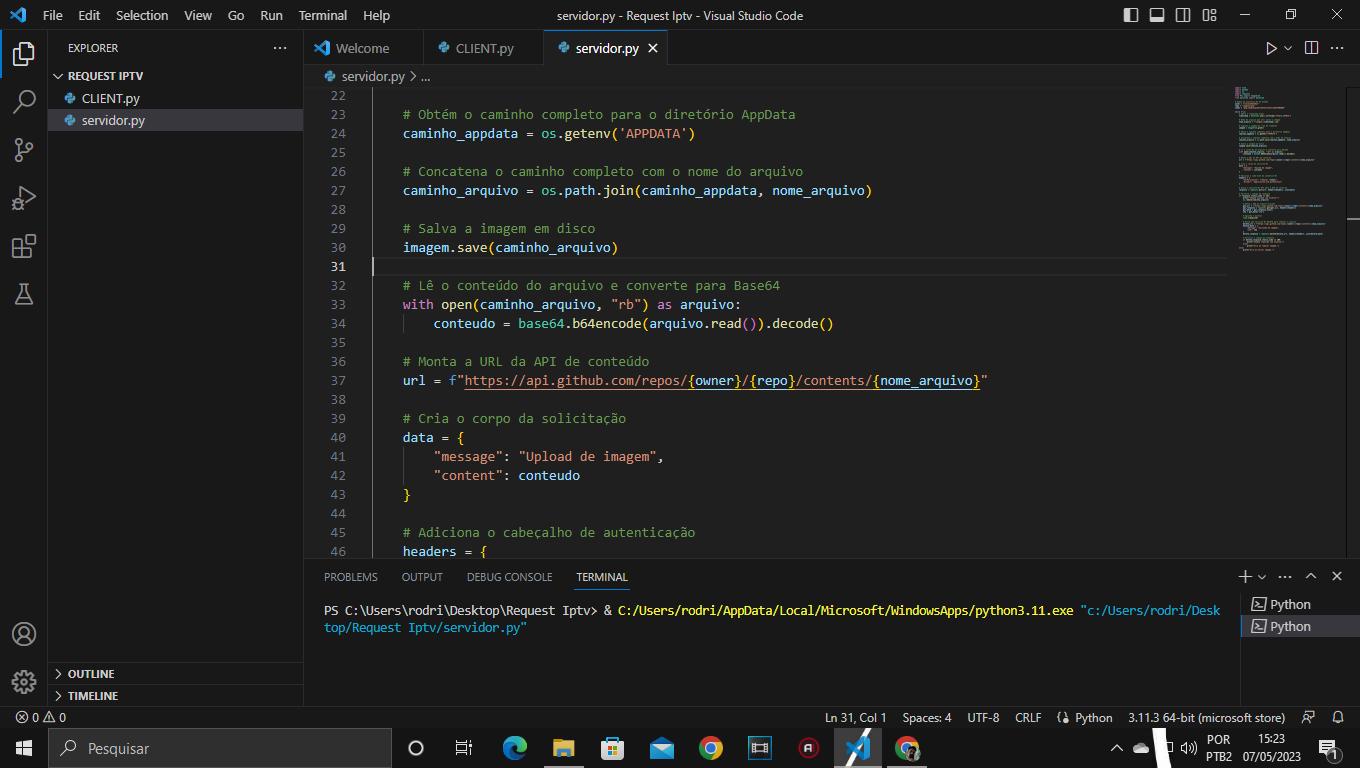 File Edit Selection View Go Run Terminal Help
servidor.py - Request Iptv - Visual Studio Code
EXPLORER
REQUEST IPTV
CLIENT.py
servidor.py
OUTLINE
TIMELINE
Welcome
CLIENT.py
servidor.py
servidor.py > ...
22
23 # Obtém o caminho completo para o diretório AppData
24 caminho_appdata = os.getenv('APPDATA')
25
26 # Concatena o caminho completo com o nome do arquivo
27 caminho_arquivo = os.path.join(caminho_appdata, nome_arquivo)
28
29 # Salva a imagem em disco
30 imagem.save(caminho_arquivo)
31
32 # Lê o conteúdo do arquivo e converte para Base64
33 with open(caminho_arquivo, "rb") as arquivo:
34 conteudo = base64.b64encode(arquivo.read()).decode()
35
36 # Monta a URL da API de conteúdo
37 url = f"https://api.github.com/repos/{owner}/{repo}/contents/{nome_arquivo}"
38
39 # Cria o corpo da solicitação
40 data = {
41 "message": "Upload de imagem",
42 "content": conteudo
43 }
44
45 # Adiciona o cabeçalho de autenticação
46 headers = {
PROBLEMS OUTPUT DEBUG CONSOLE TERMINAL
PS C:\Users\rodri\Desktop\Request Iptv> & C:/Users/rodri/AppData/Local/Microsoft/WindowsApps/python3.11.exe "c:/Users/rodri/Desk
top/Request Iptv/servidor.py"
Python
Python
0 0
Ln 31, Col 1 Spaces: 4 UTF-8 CRLF Python 3.11.3 64-bit (microsoft store)
Pesquisar
POR
PTB2
15:23
07/05/2023
1